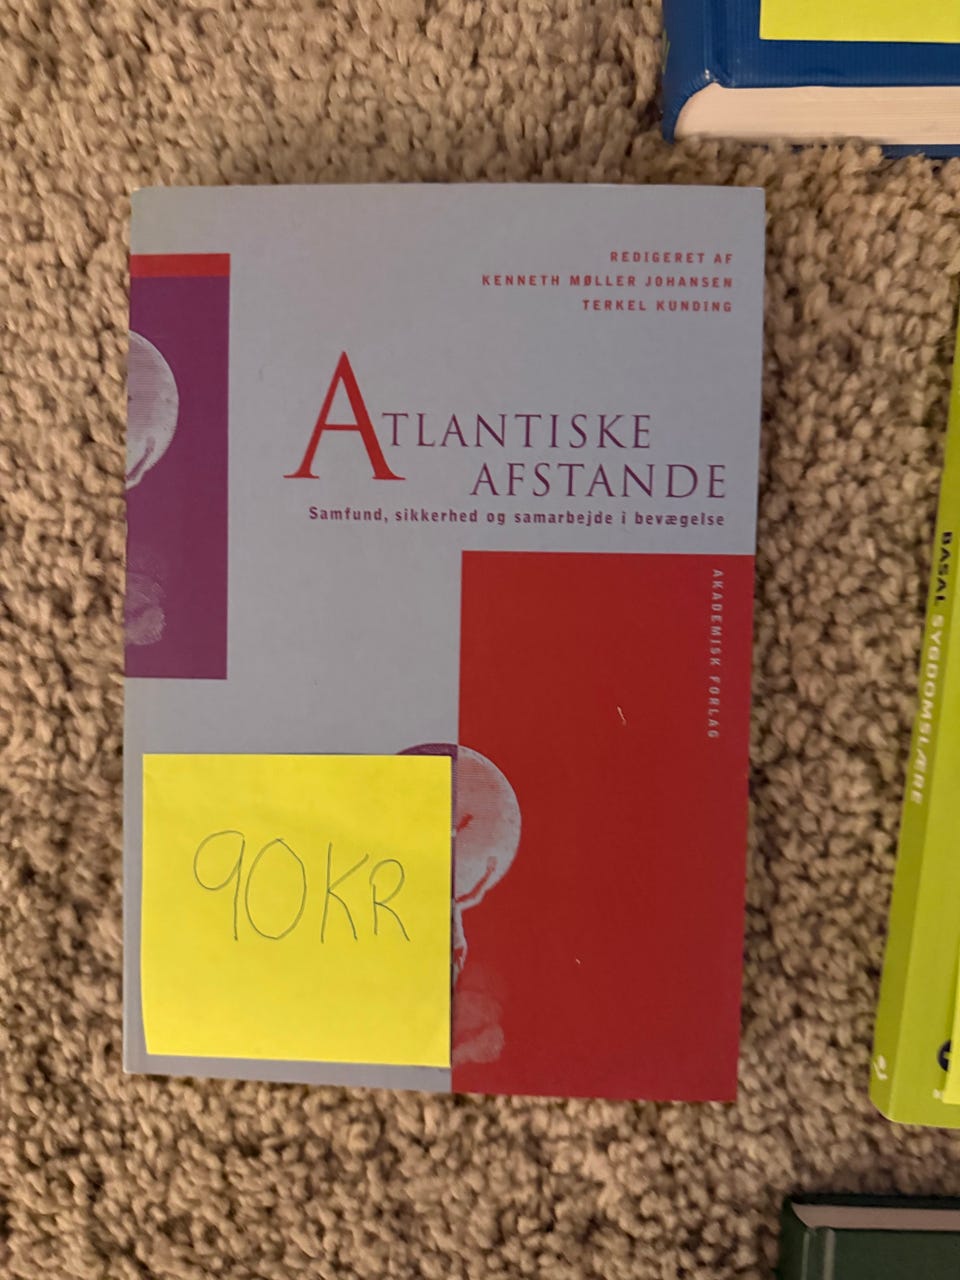 REDIGERET AF
KENNETH MØLLER JOHANSEN
TERKEL KUNDING
ATLANTISKE
AFSTANDE
Samfund, sikkerhed og samarbejde i bevægelse
AKADEMISK FORLAG
90KR
BASAL SYGDOMSLÆRE